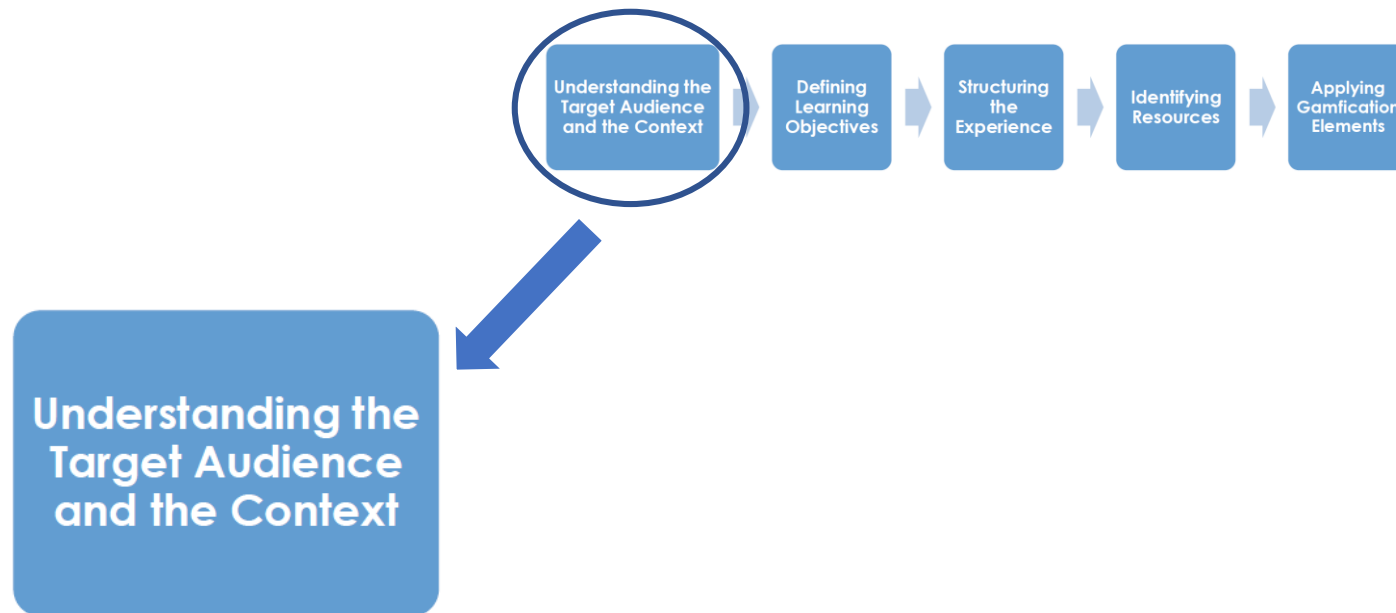 Understanding the
Target Audience
and the Context
Defining
Learning
Objectives
Structuring
the
Experience
Identifying
Resources
Applying
Gamfication
Elements
Understanding the
Target Audience
and the Context